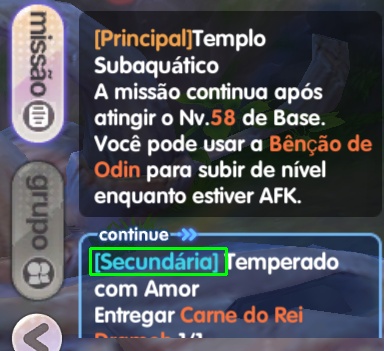 missão
grupo
[Principal]Templo
Subaquático
A missão continua após
atingir o Nv.58 de Base.
Você pode usar a Bênção de
Odin para subir de nível
enquanto estiver AFK.
continue
[Secundária] Temperado
com Amor
Entregar Carne do Rei